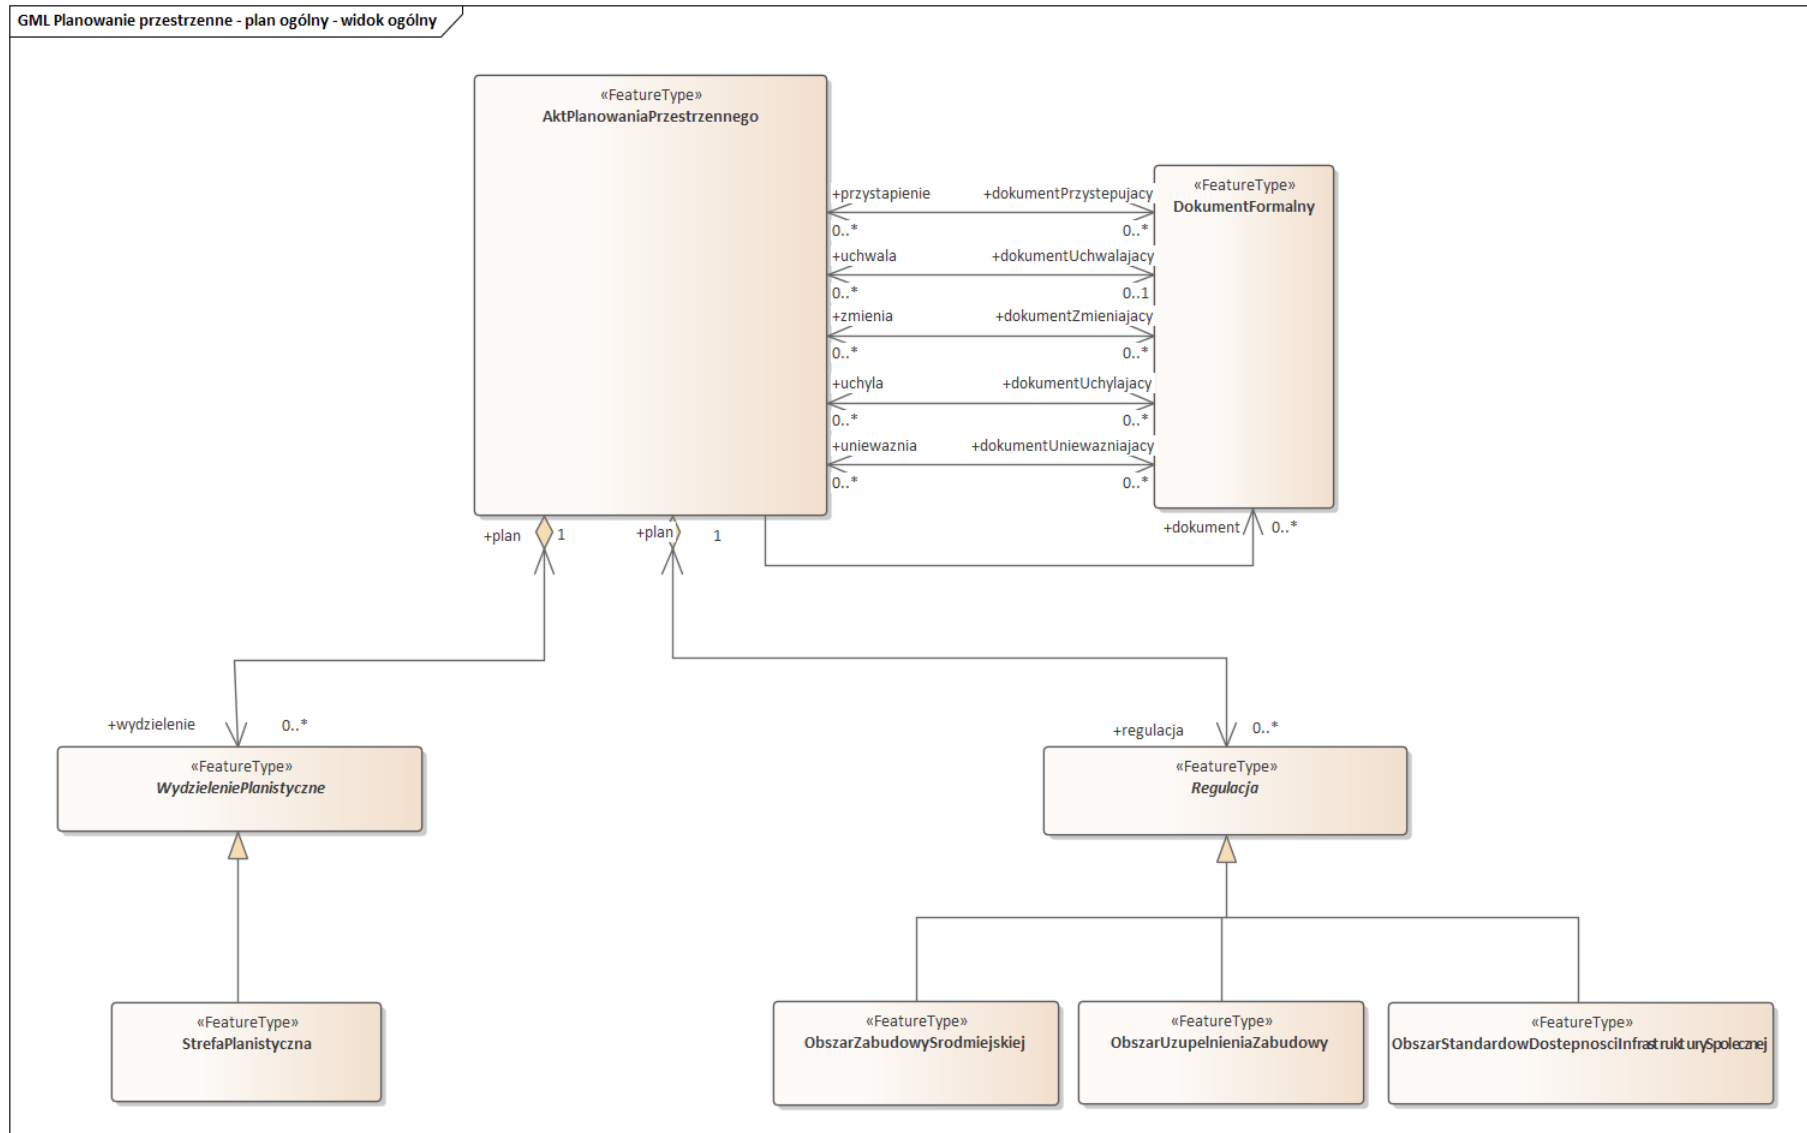 GML Planowanie przestrzenne - plan ogólny - widok ogólny
«FeatureType»
AktPlanowaniaPrzestrzennego
«FeatureType»
DokumentFormalny
+przystapienie
+dokumentPrzystepujacy
0..*
0..*
+uchwala
+dokumentUchwalajacy
0..*
0..1
+zmienia
+dokumentZmieniajacy
0..*
0..*
+uchyla
+dokumentUchylajacy
0..*
0..*
+uniewaznia
+dokumentUniewazniajacy
0..*
0..*
+plan
1
+plan
1
+dokument
0..*
+wydzielenie
0..*
+regulacja
0..*
«FeatureType»
WydzieleniePlanistyczne
«FeatureType»
Regulacja
«FeatureType»
StrefaPlanistyczna
«FeatureType»
ObszarZabudowySrodmiejskiej
«FeatureType»
ObszarUzupelnieniaZabudowy
«FeatureType»
ObszarStandardowDostepnosciInfrastrukturySpolecznej